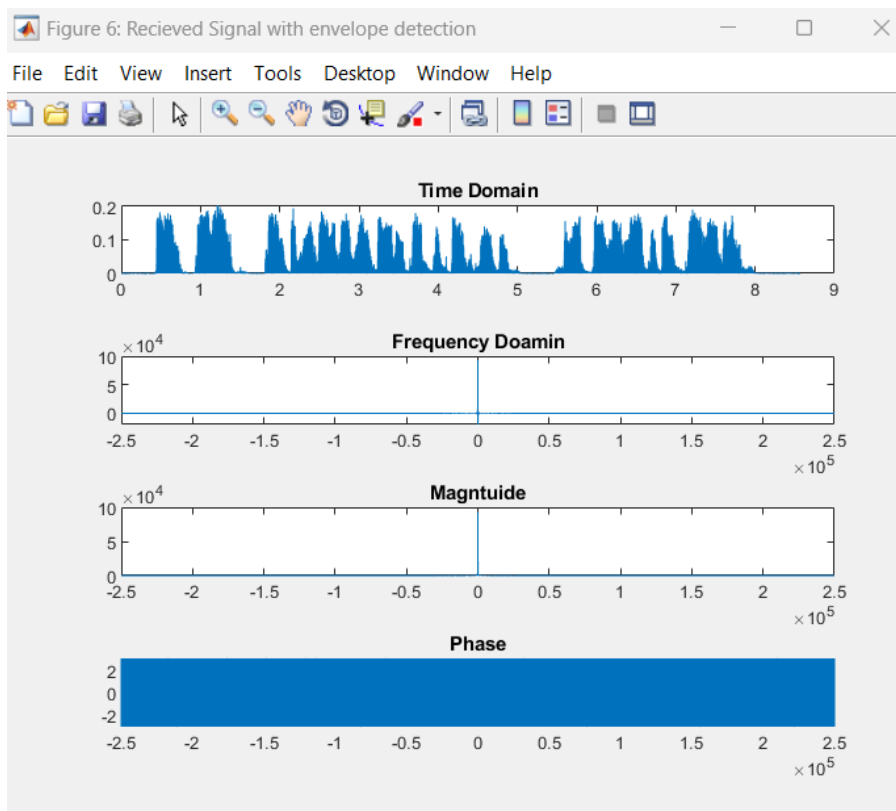 Figure 6: Recieved Signal with envelope detection
File Edit View Insert Tools Desktop Window Help
Time Domain
0.2
0.1
0
0 1 2 3 4 5 6 7 8 9
Frequency Doamin
×10⁴
10
5
0
-2.5 -2 -1.5 -1 -0.5 0 0.5 1 1.5 2 2.5
×10⁵
Magntuide
×10⁴
10
5
0
-2.5 -2 -1.5 -1 -0.5 0 0.5 1 1.5 2 2.5
×10⁵
Phase
2
0
-2
-2.5 -2 -1.5 -1 -0.5 0 0.5 1 1.5 2 2.5
×10⁵